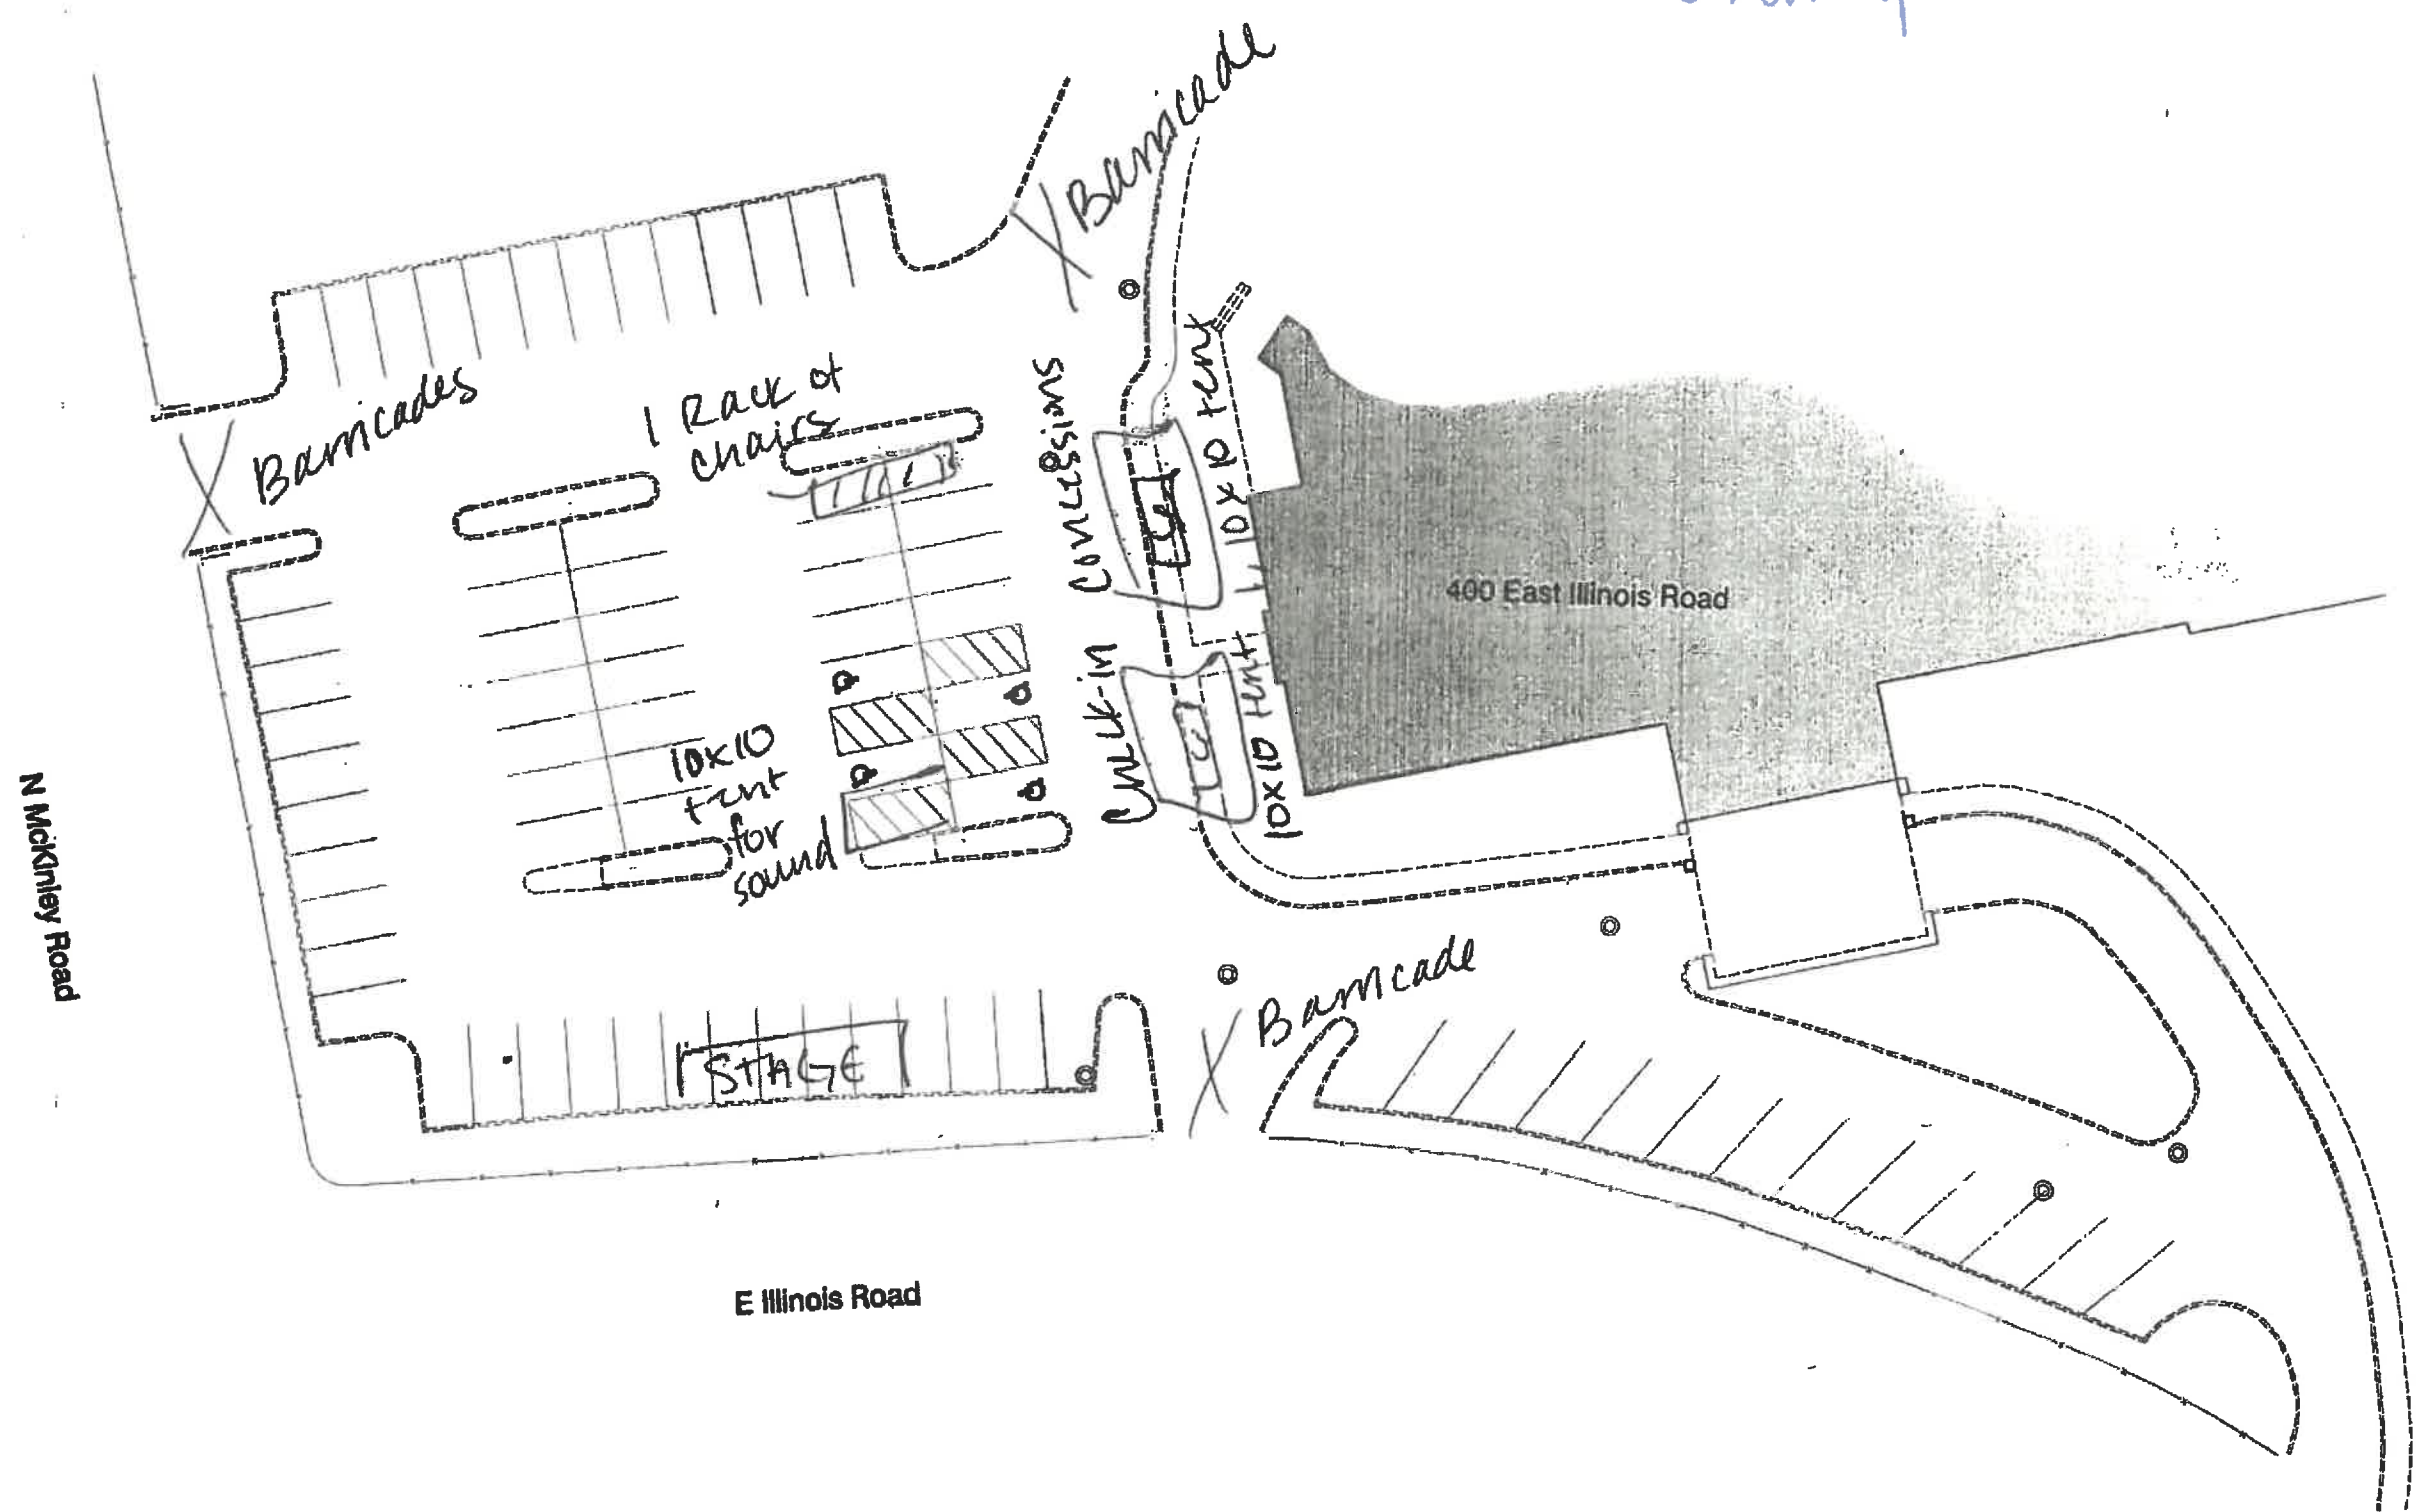 Barricade
Barricades
1 Rack of
chairs
concessions
10x10 tent
400 East Illinois Road
Check-in
10x10 tent
10x10
tent
for
sound
N McKinley Road
Barricade
STAGE
E Illinois Road